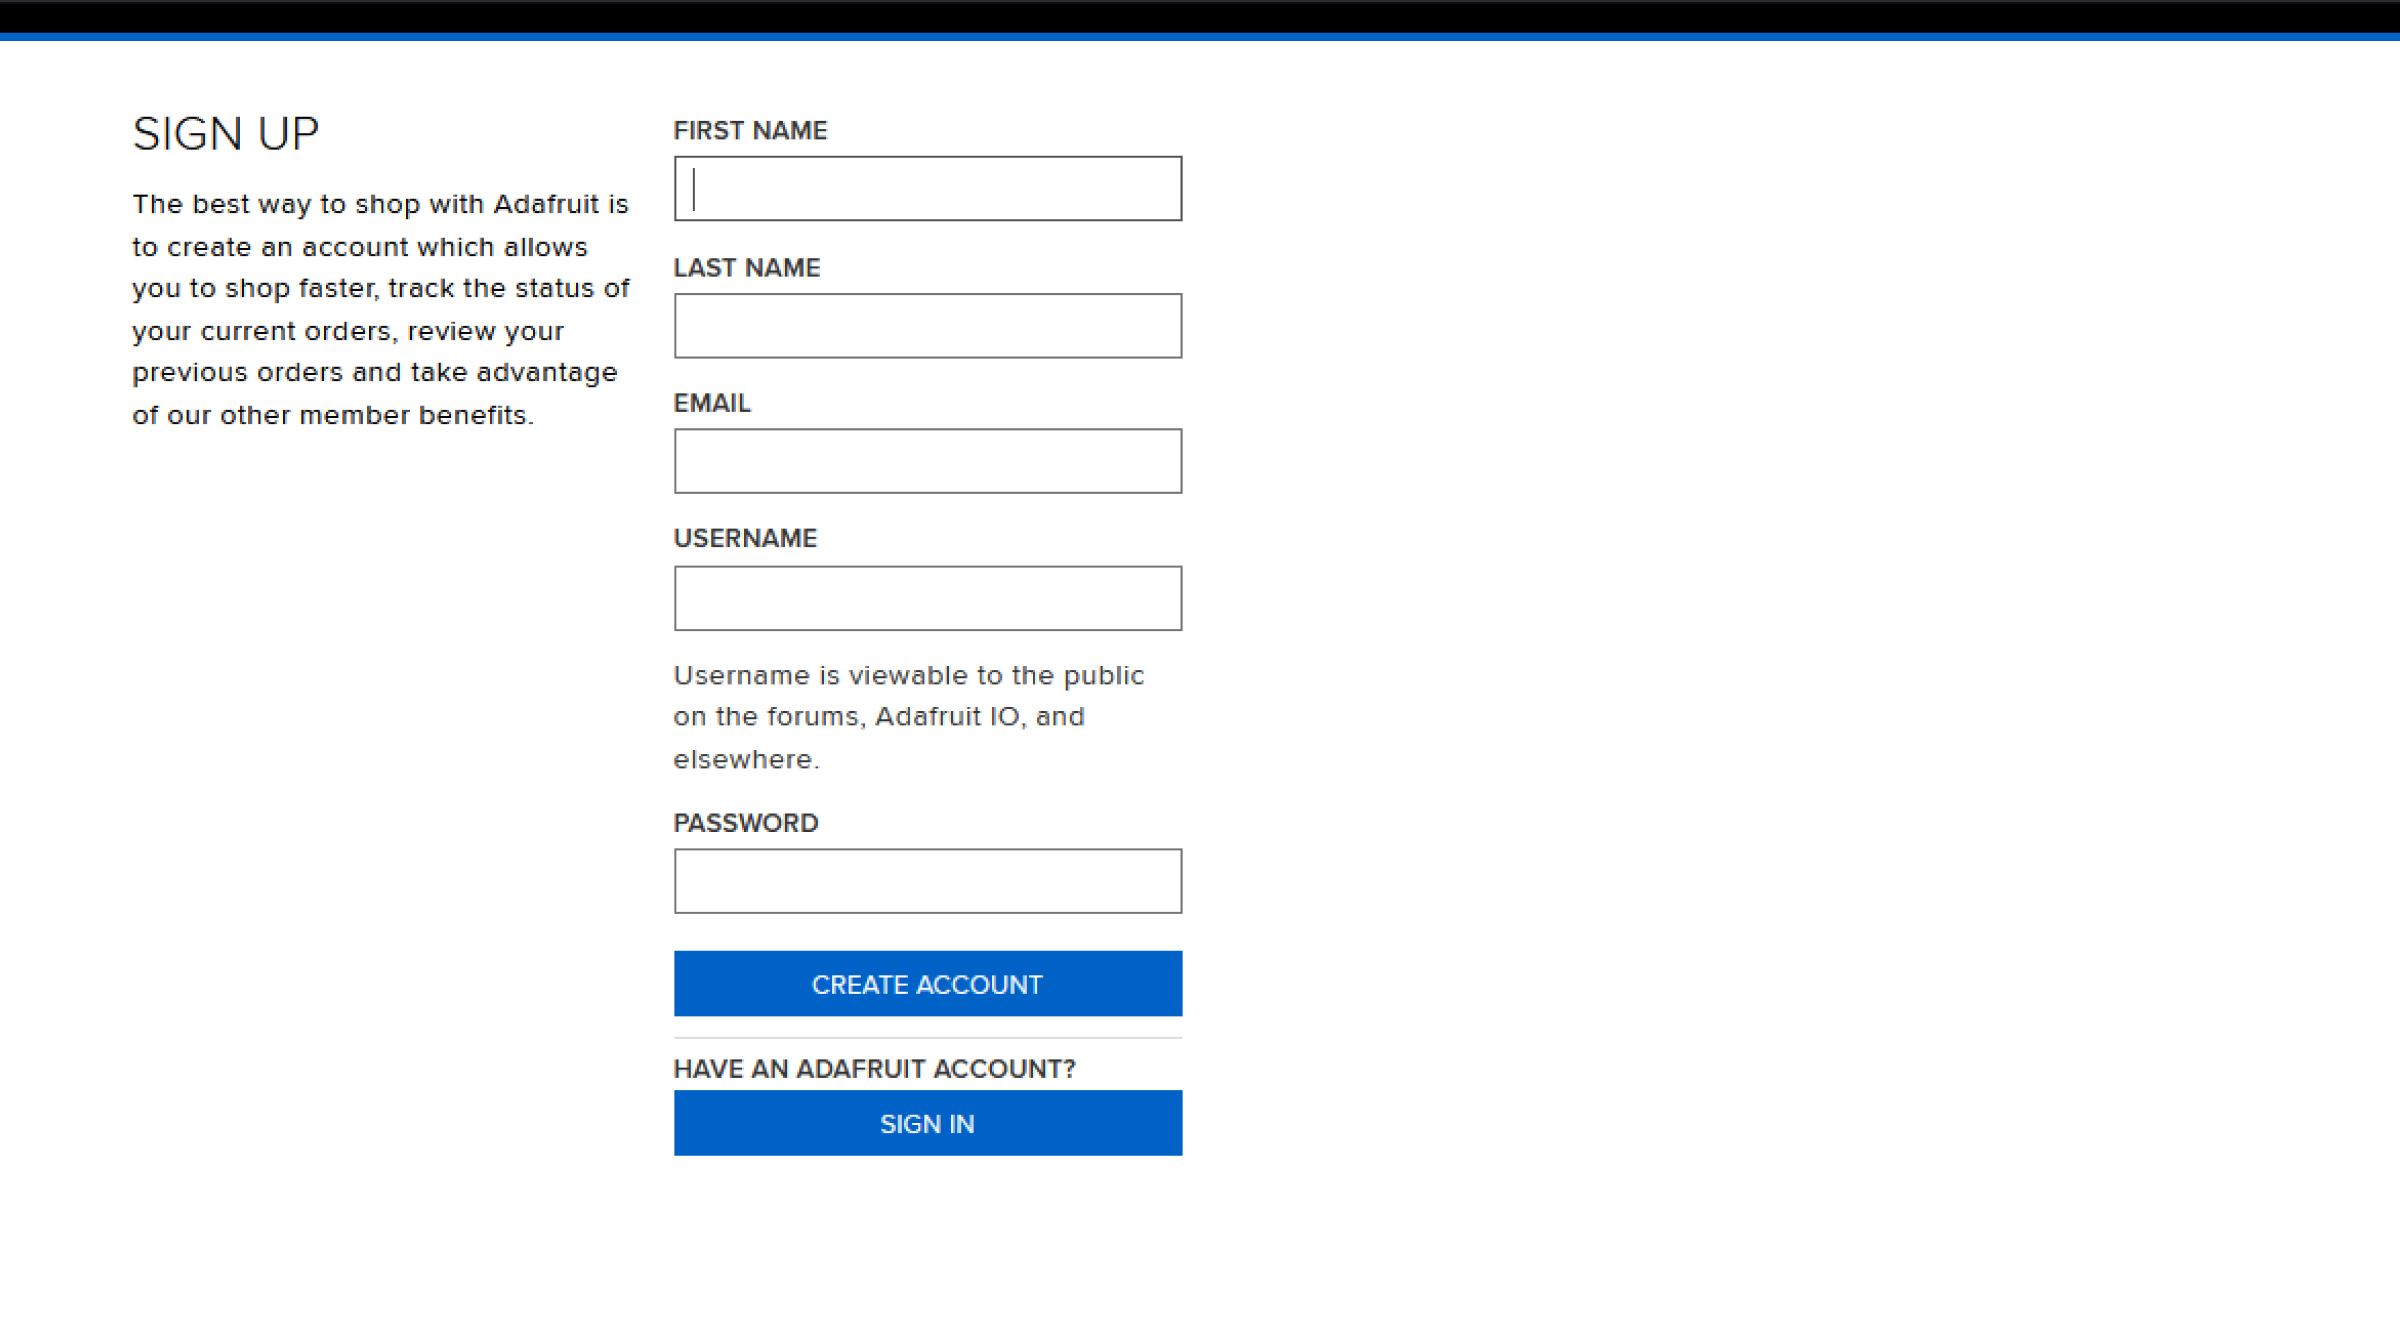 SIGN UP
The best way to shop with Adafruit is
to create an account which allows
you to shop faster, track the status of
your current orders, review your
previous orders and take advantage
of our other member benefits.
FIRST NAME
LAST NAME
EMAIL
USERNAME
Username is viewable to the public
on the forums, Adafruit IO, and
elsewhere.
PASSWORD
CREATE ACCOUNT
HAVE AN ADAFRUIT ACCOUNT?
SIGN IN